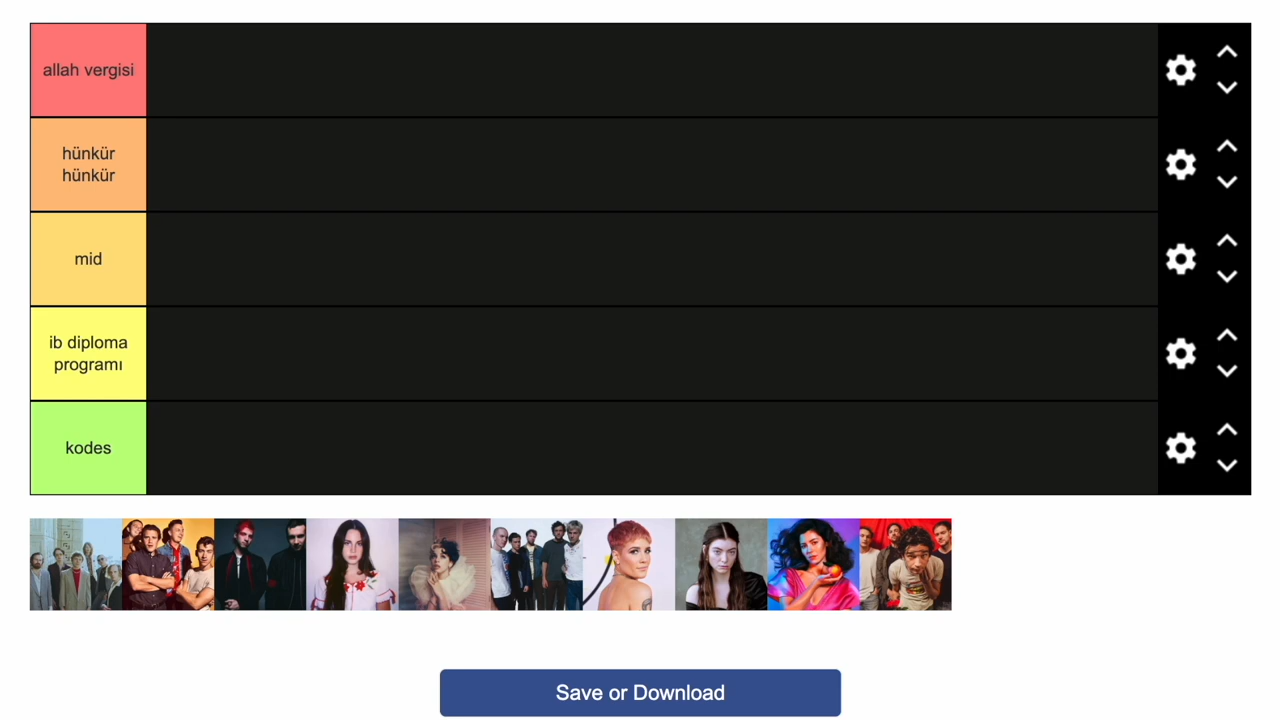 allah vergisi
hünkür
hünkür
mid
ib diploma
programı
kodes
Save or Download